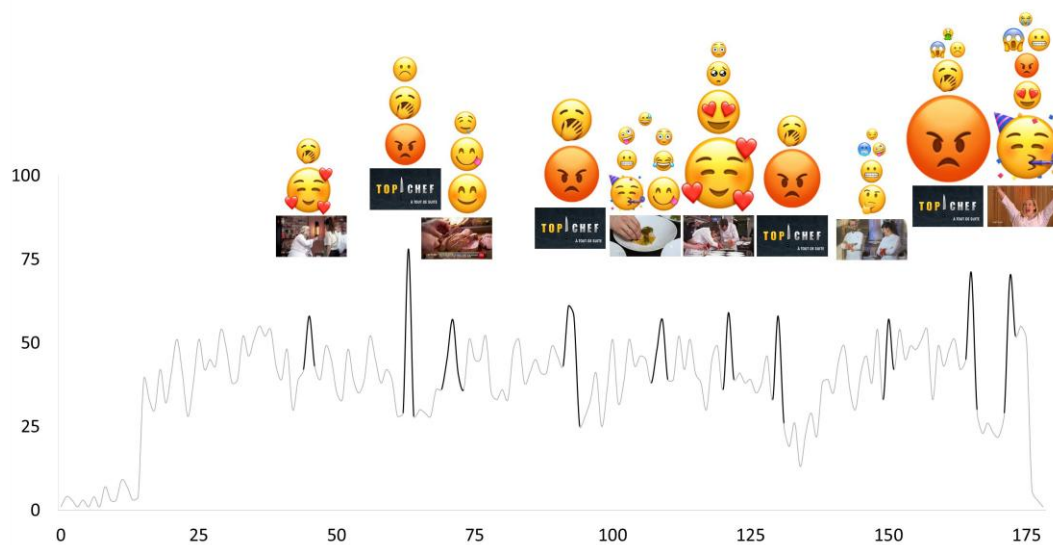 TOP CHEF
À TOUT DE SUITE
TOP CHEF
À TOUT DE SUITE
TOP CHEF
À TOUT DE SUITE
TOP CHEF
À TOUT DE SUITE
100
75
50
25
0
0 25 50 75 100 125 150 175